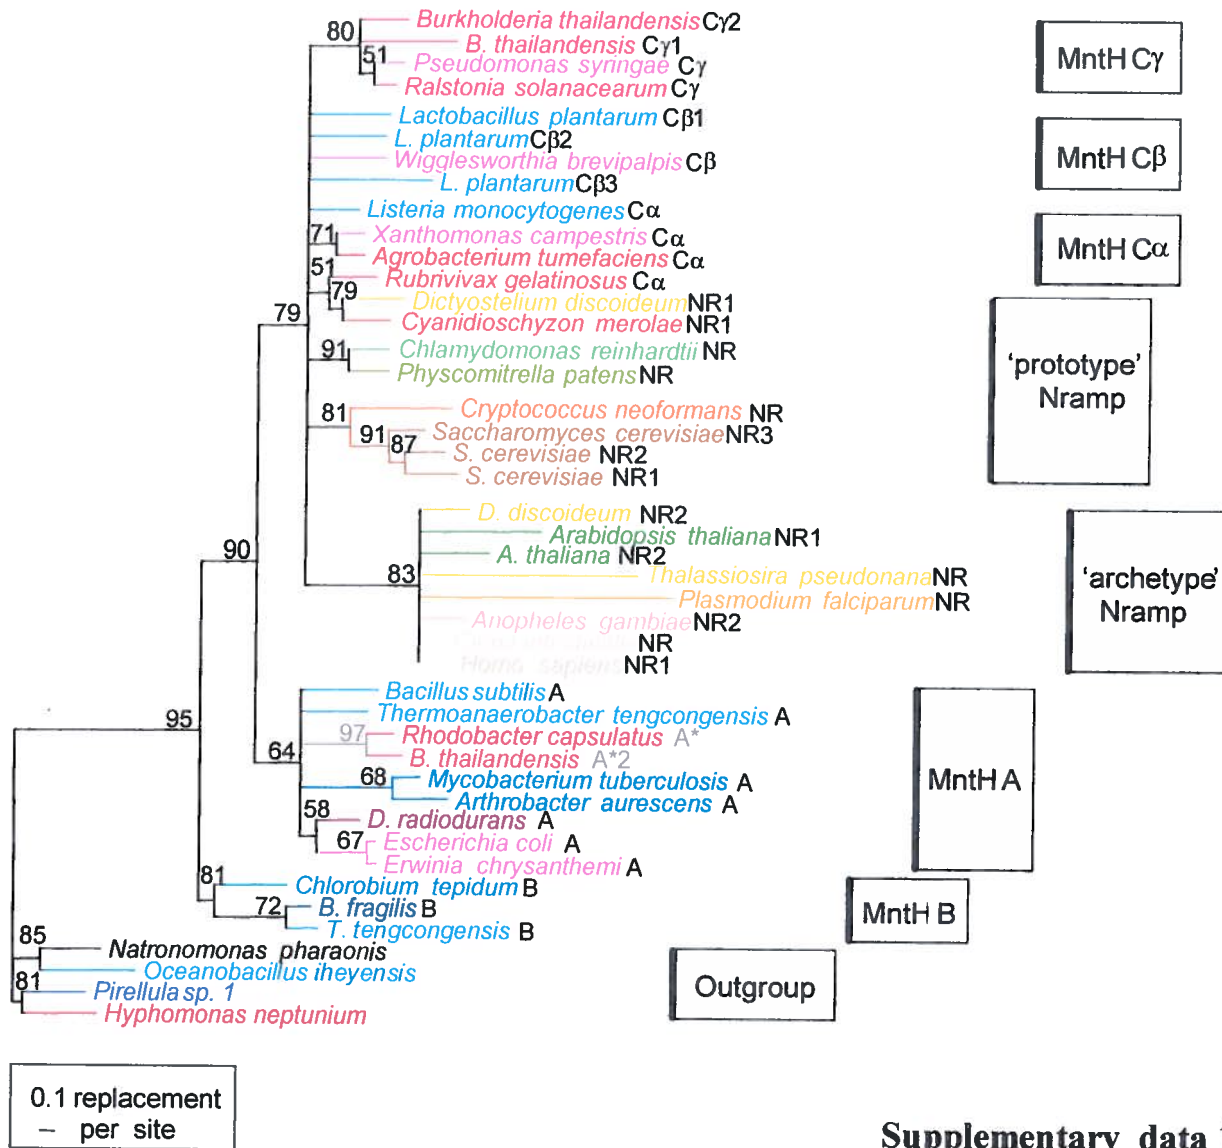 80
Burkholderia thailandensis Cγ2
B. thailandensis Cγ1
51
Pseudomonas syringae Cγ
Ralstonia solanacearum Cγ
MntH Cγ
Lactobacillus plantarum Cβ1
L. plantarum Cβ2
Wigglesworthia brevipalpis Cβ
L. plantarum Cβ3
MntH Cβ
Listeria monocytogenes Cα
71
Xanthomonas campestris Cα
Agrobacterium tumefaciens Cα
51
Rubrivivax gelatinosus Cα
MntH Cα
79
Dictyostelium discoideum NR1
Cyanidioschyzon merolae NR1
79
91
Chlamydomonas reinhardtii NR
Physcomitrella patens NR
81
Cryptococcus neoformans NR
91
Saccharomyces cerevisiae NR3
87
S. cerevisiae NR2
S. cerevisiae NR1
'prototype'
Nramp
D. discoideum NR2
Arabidopsis thaliana NR1
A. thaliana NR2
90
83
Thalassiosira pseudonana NR
Plasmodium falciparum NR
Anopheles gambiae NR2
NR
Homo sapiens NR1
'archetype'
Nramp
Bacillus subtilis A
Thermoanaerobacter tengcongensis A
95
97
Rhodobacter capsulatus A*
64
B. thailandensis A*2
68
Mycobacterium tuberculosis A
Arthrobacter aurescens A
58
D. radiodurans A
67
Escherichia coli A
Erwinia chrysanthemi A
MntH A
81
Chlorobium tepidum B
72
B. fragilis B
T. tengcongensis B
MntH B
85
Natronomonas pharaonis
Oceanobacillus iheyensis
81
Pirellula sp. 1
Hyphomonas neptunium
Outgroup
0.1 replacement
per site
Supplementary data